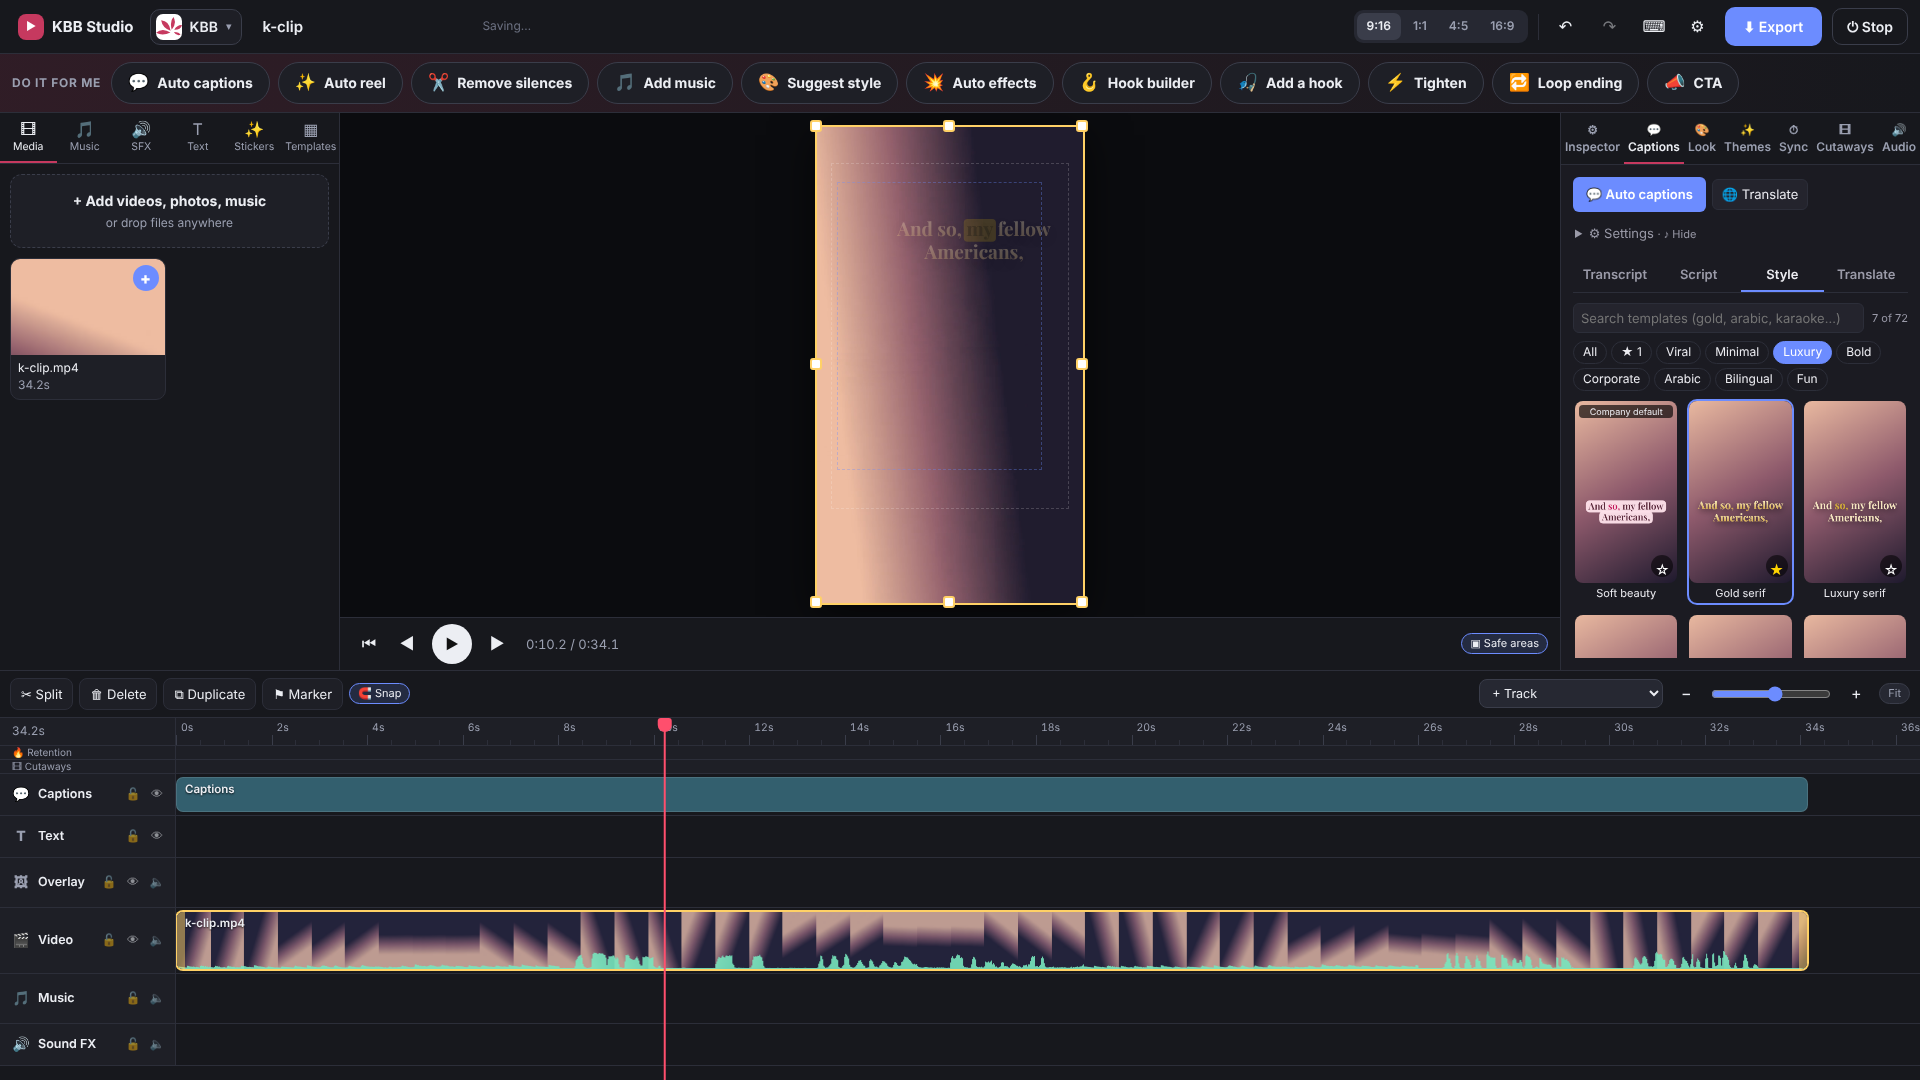 KBB Studio
KBB
k-clip
Saving...
9:16 1:1 4:5 16:9
Export
Stop
DO IT FOR ME
Auto captions
Auto reel
Remove silences
Add music
Suggest style
Auto effects
Hook builder
Add a hook
Tighten
Loop ending
CTA
Media
Music
SFX
Text
Stickers
Templates
+ Add videos, photos, music
or drop files anywhere
k-clip.mp4
34.2s
And so, my fellow
Americans,
0:10.2 / 0:34.1
Safe areas
Inspector
Captions
Look
Themes
Sync
Cutaways
Audio
Auto captions
Translate
Settings · ♪ Hide
Transcript
Script
Style
Translate
Search templates (gold, arabic, karaoke...)
7 of 72
All
★ 1
Viral
Minimal
Luxury
Bold
Corporate
Arabic
Bilingual
Fun
Company default
And so, my fellow
Americans,
Soft beauty
And so, my fellow
Americans,
Gold serif
And so, my fellow
Americans,
Luxury serif
Split
Delete
Duplicate
Marker
Snap
+ Track
Fit
34.2s
0s 2s 4s 6s 8s s 12s 14s 16s 18s 20s 22s 24s 26s 28s 30s 32s 34s 36s
Retention
Cutaways
Captions
Captions
Text
Overlay
Video
k-clip.mp4
Music
Sound FX